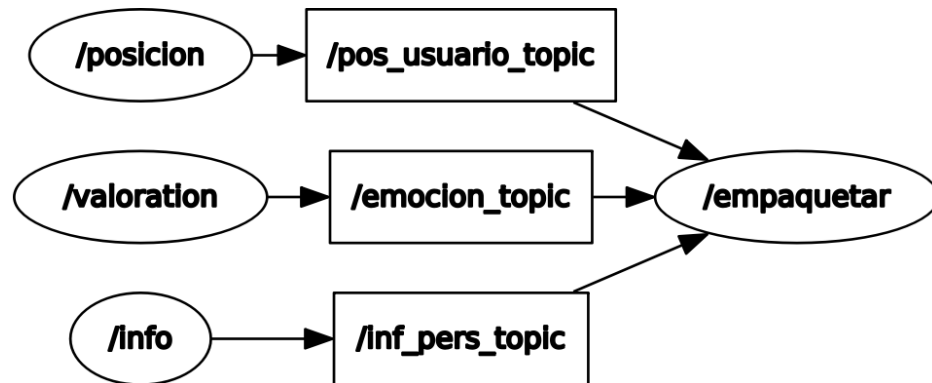 /posicion
/pos_usuario_topic
/valoration
/emocion_topic
/empaquetar
/info
/inf_pers_topic